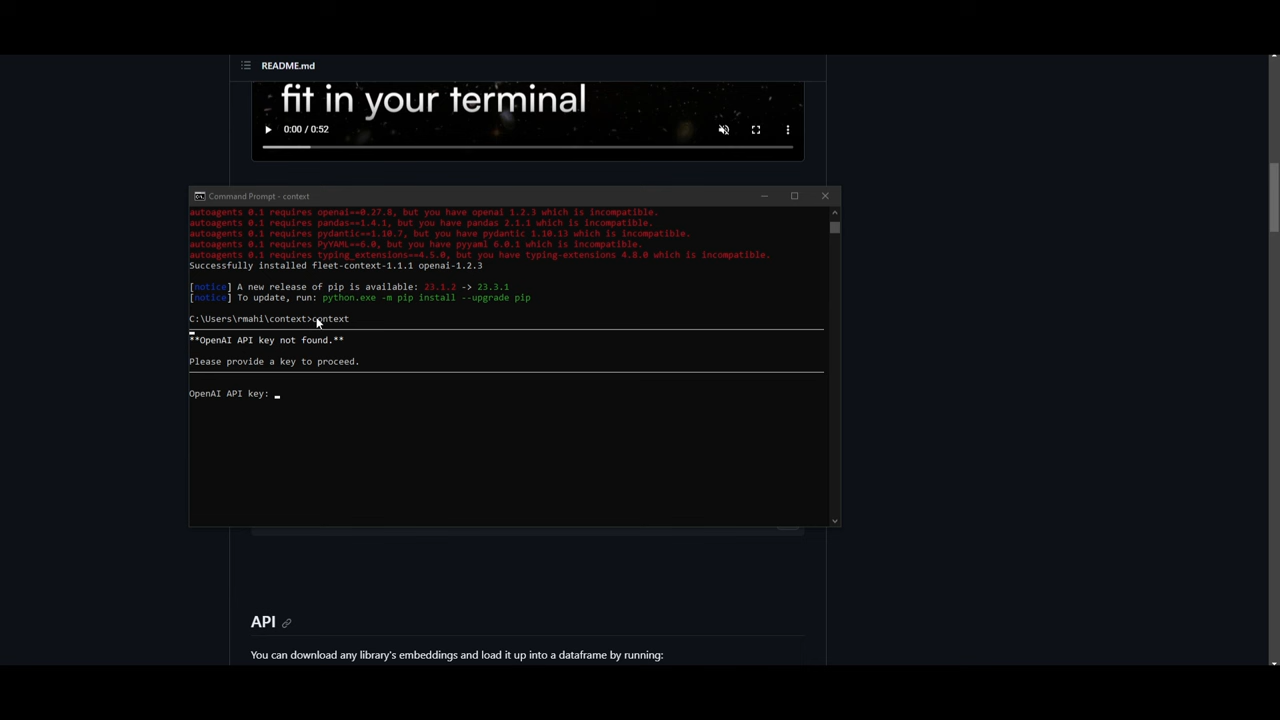 README.md
fit in your terminal
0:00 / 0:52
Command Prompt - context
autoagents 0.1 requires openai==0.27.8, but you have openai 1.2.3 which is incompatible.
autoagents 0.1 requires pandas==1.4.1, but you have pandas 2.1.1 which is incompatible.
autoagents 0.1 requires pydantic==1.10.7, but you have pydantic 1.10.13 which is incompatible.
autoagents 0.1 requires PyYAML==6.0, but you have pyyaml 6.0.1 which is incompatible.
autoagents 0.1 requires typing_extensions==4.5.0, but you have typing-extensions 4.8.0 which is incompatible.
Successfully installed fleet-context-1.1.1 openai-1.2.3
[notice] A new release of pip is available: 23.1.2 -> 23.3.1
[notice] To update, run: python.exe -m pip install --upgrade pip
C:\Users\rmahi\context>context
**OpenAI API key not found.**
Please provide a key to proceed.
OpenAI API key:
API
You can download any library's embeddings and load it up into a dataframe by running: